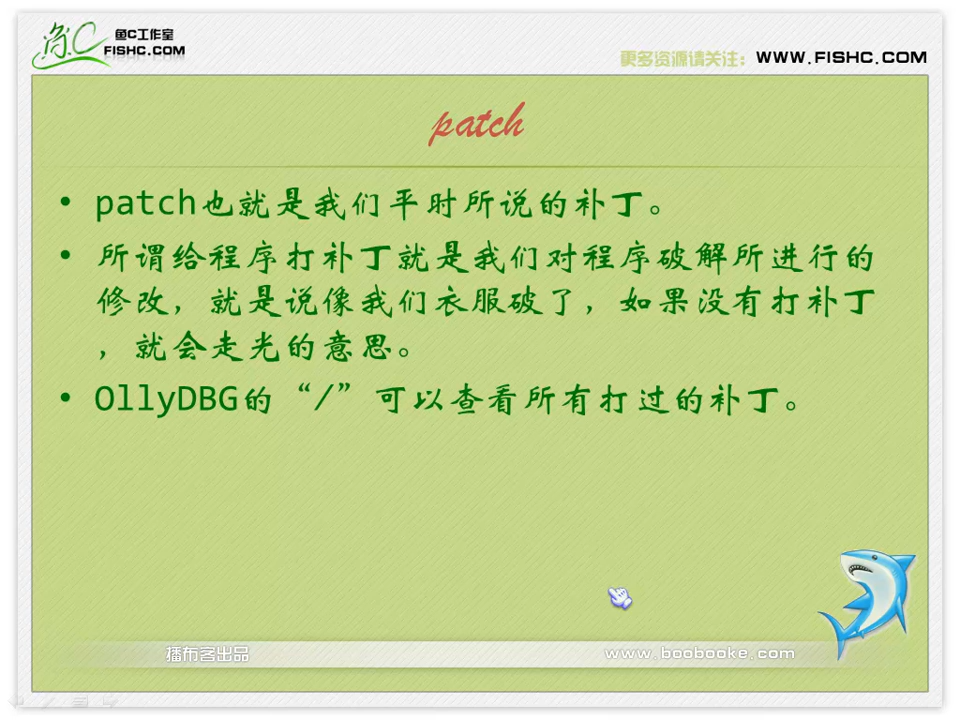 鱼C工作室
FISHC.COM
更多资源请关注：WWW.FISHC.COM
patch
• patch也就是我们平时所说的补丁。
• 所谓给程序打补丁就是我们对程序破解所进行的
修改，就是说像我们衣服破了，如果没有打补丁
，就会走光的意思。
• OllyDBG的“/”可以查看所有打过的补丁。
播布客出品
www.boobooke.com